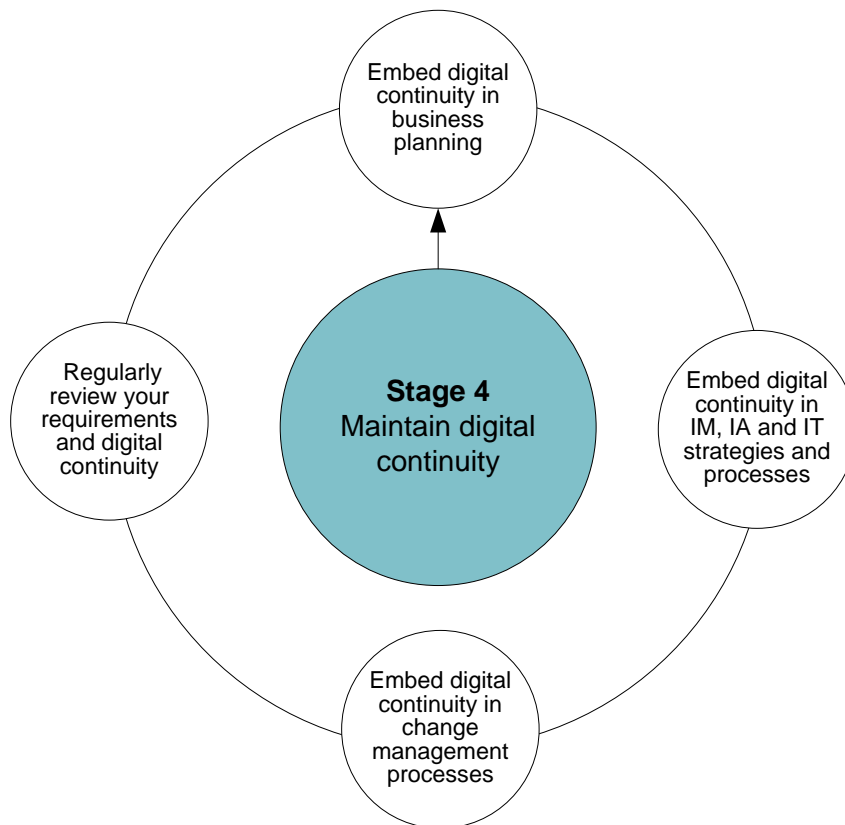 Embed digital
continuity in
business
planning
Regularly
review your
requirements
and digital
continuity
Stage 4
Maintain digital
continuity
Embed digital
continuity in
IM, IA and IT
strategies and
processes
Embed digital
continuity in
change
management
processes